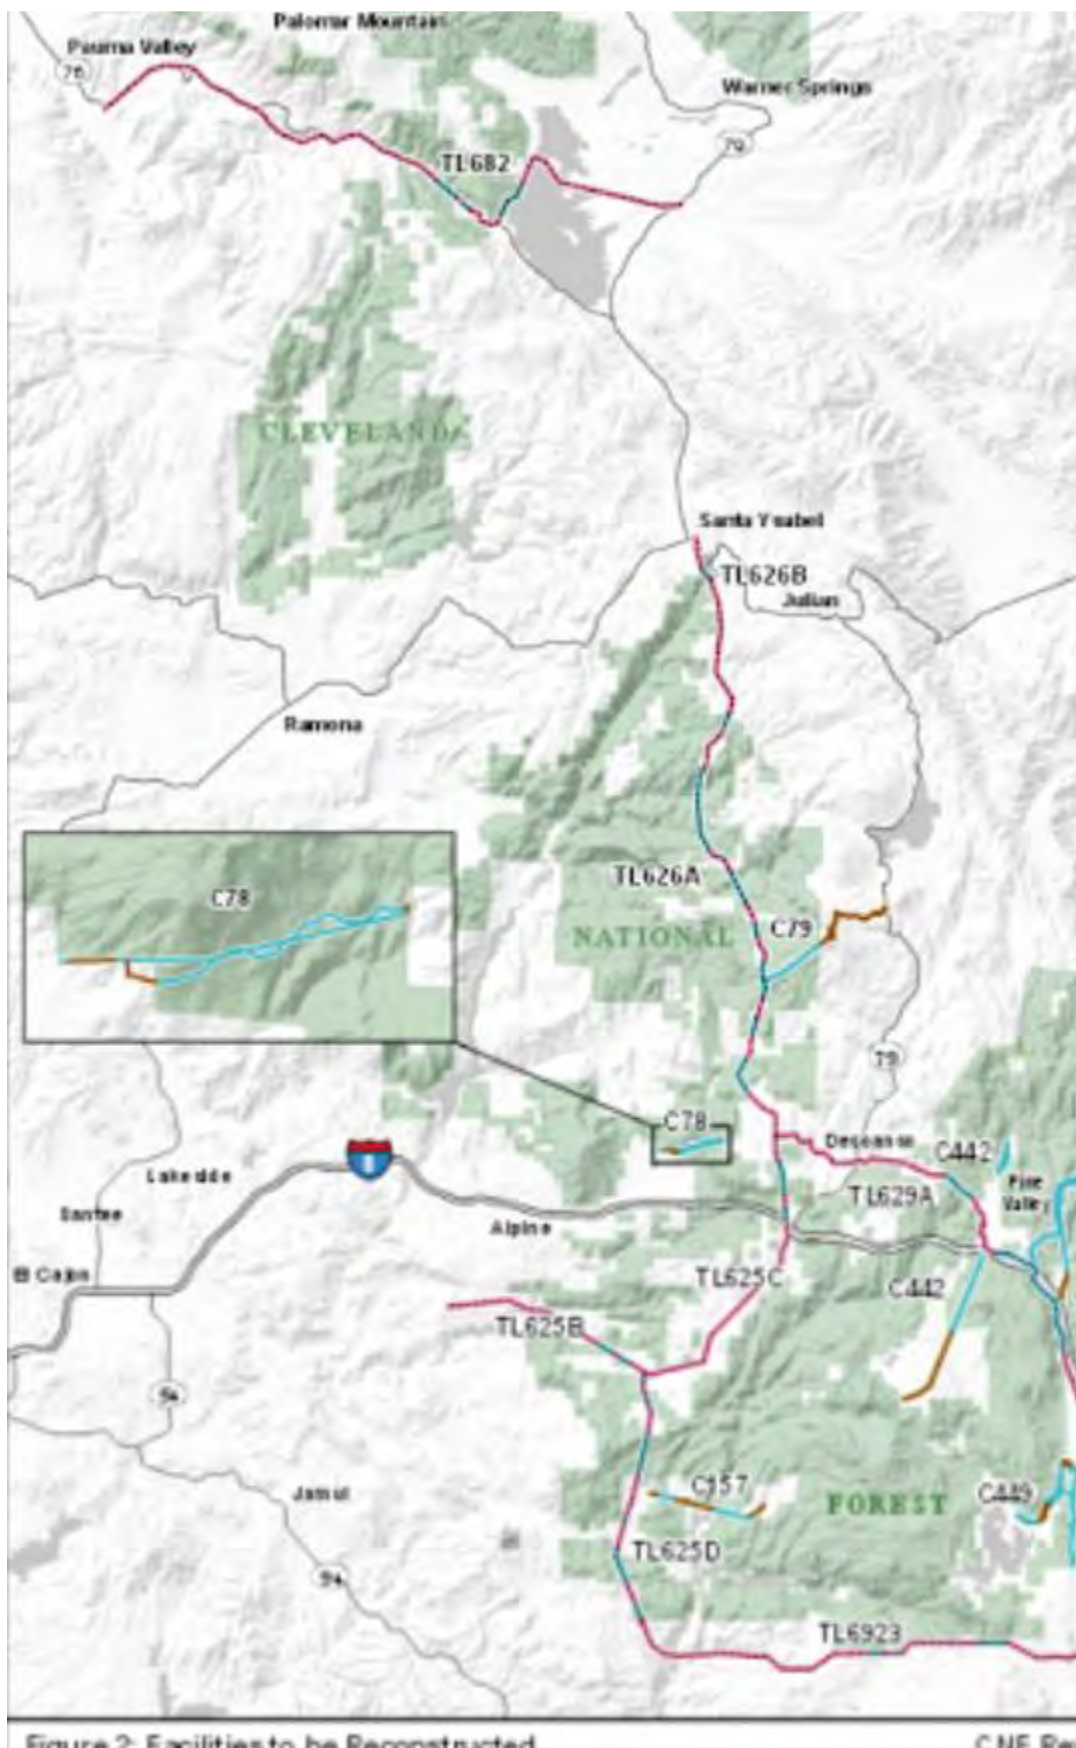 Palomar Mountain
Pauma Valley
76
Warner Springs
79
TL682
CLEVELAND
Santa Ysabel
TL626B
Julian
Ramona
C78
TL626A
NATIONAL
C79
79
C78
Descanso
C442
Pine
Valley
Lakeside
TL629A
Santee
Alpine
El Cajon
TL625C
C442
TL625B
94
C157
Jamul
FOREST
C449
TL625D
94
TL6923
Figure 2: Facilities to be Reconstructed
CNF Re